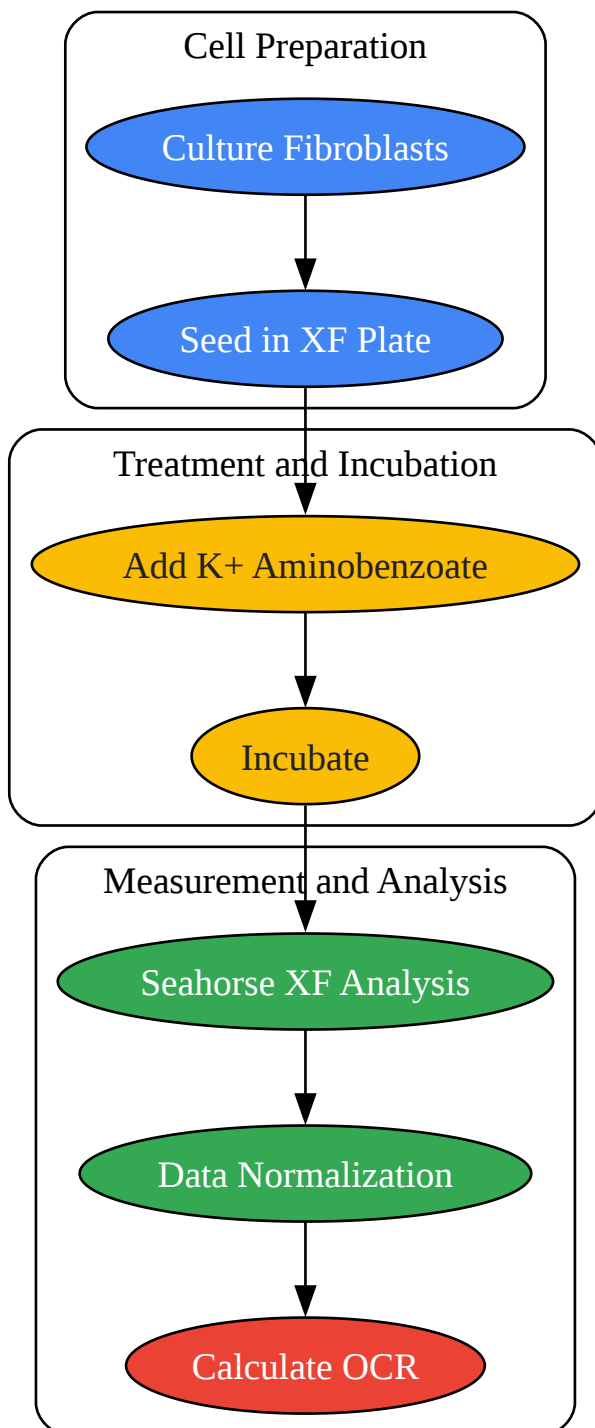 Cell Preparation
Culture Fibroblasts
Seed in XF Plate
Treatment and Incubation
Add K+ Aminobenzoate
Incubate
Measurement and Analysis
Seahorse XF Analysis
Data Normalization
Calculate OCR